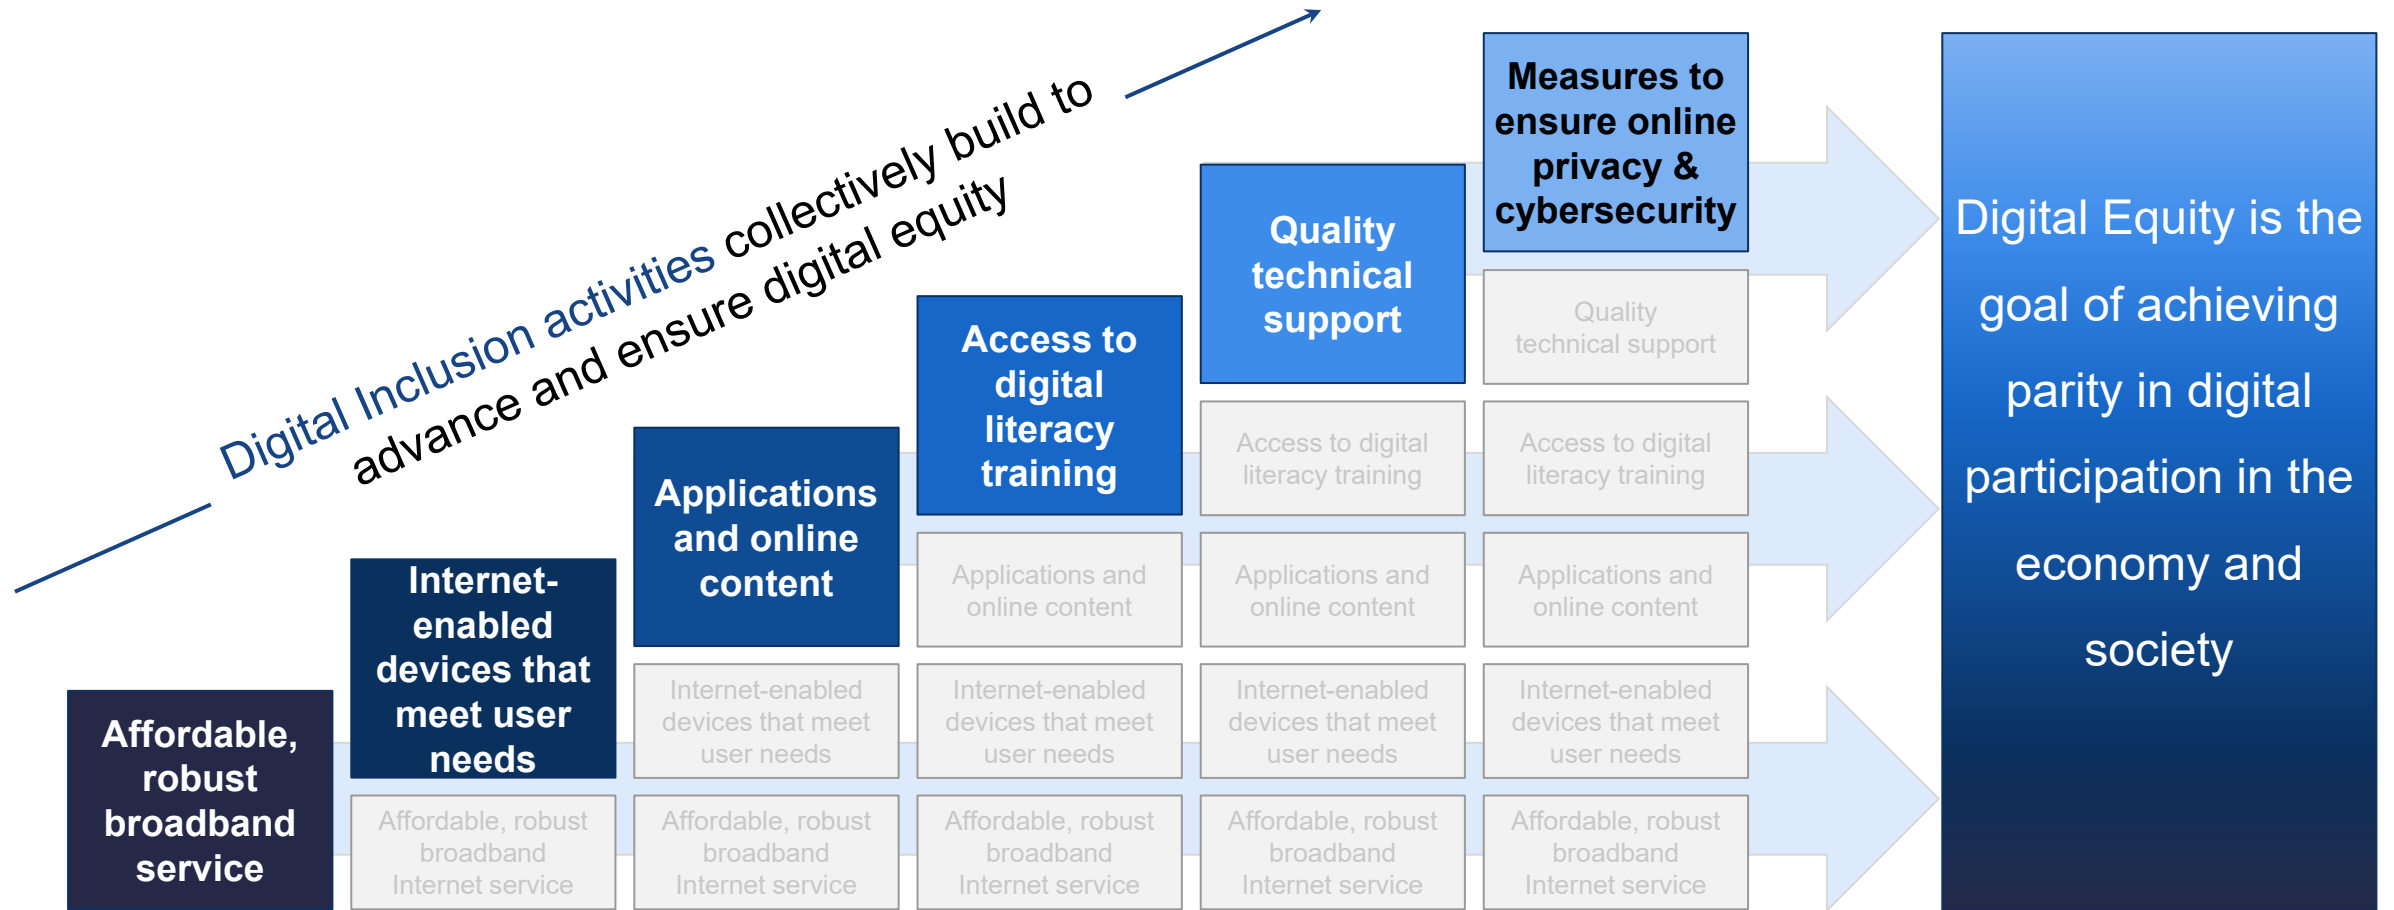 Digital Inclusion activities collectively build to
advance and ensure digital equity
Affordable,
robust
broadband
service
Internet-
enabled
devices that
meet user
needs
Affordable, robust
broadband
Internet service
Applications
and online
content
Internet-enabled
devices that meet
user needs
Affordable, robust
broadband
Internet service
Access to
digital
literacy
training
Applications and
online content
Internet-enabled
devices that meet
user needs
Affordable, robust
broadband
Internet service
Quality
technical
support
Access to digital
literacy training
Applications and
online content
Internet-enabled
devices that meet
user needs
Affordable, robust
broadband
Internet service
Measures to
ensure online
privacy &
cybersecurity
Quality
technical support
Access to digital
literacy training
Applications and
online content
Internet-enabled
devices that meet
user needs
Affordable, robust
broadband
Internet service
Digital Equity is the
goal of achieving
parity in digital
participation in the
economy and
society